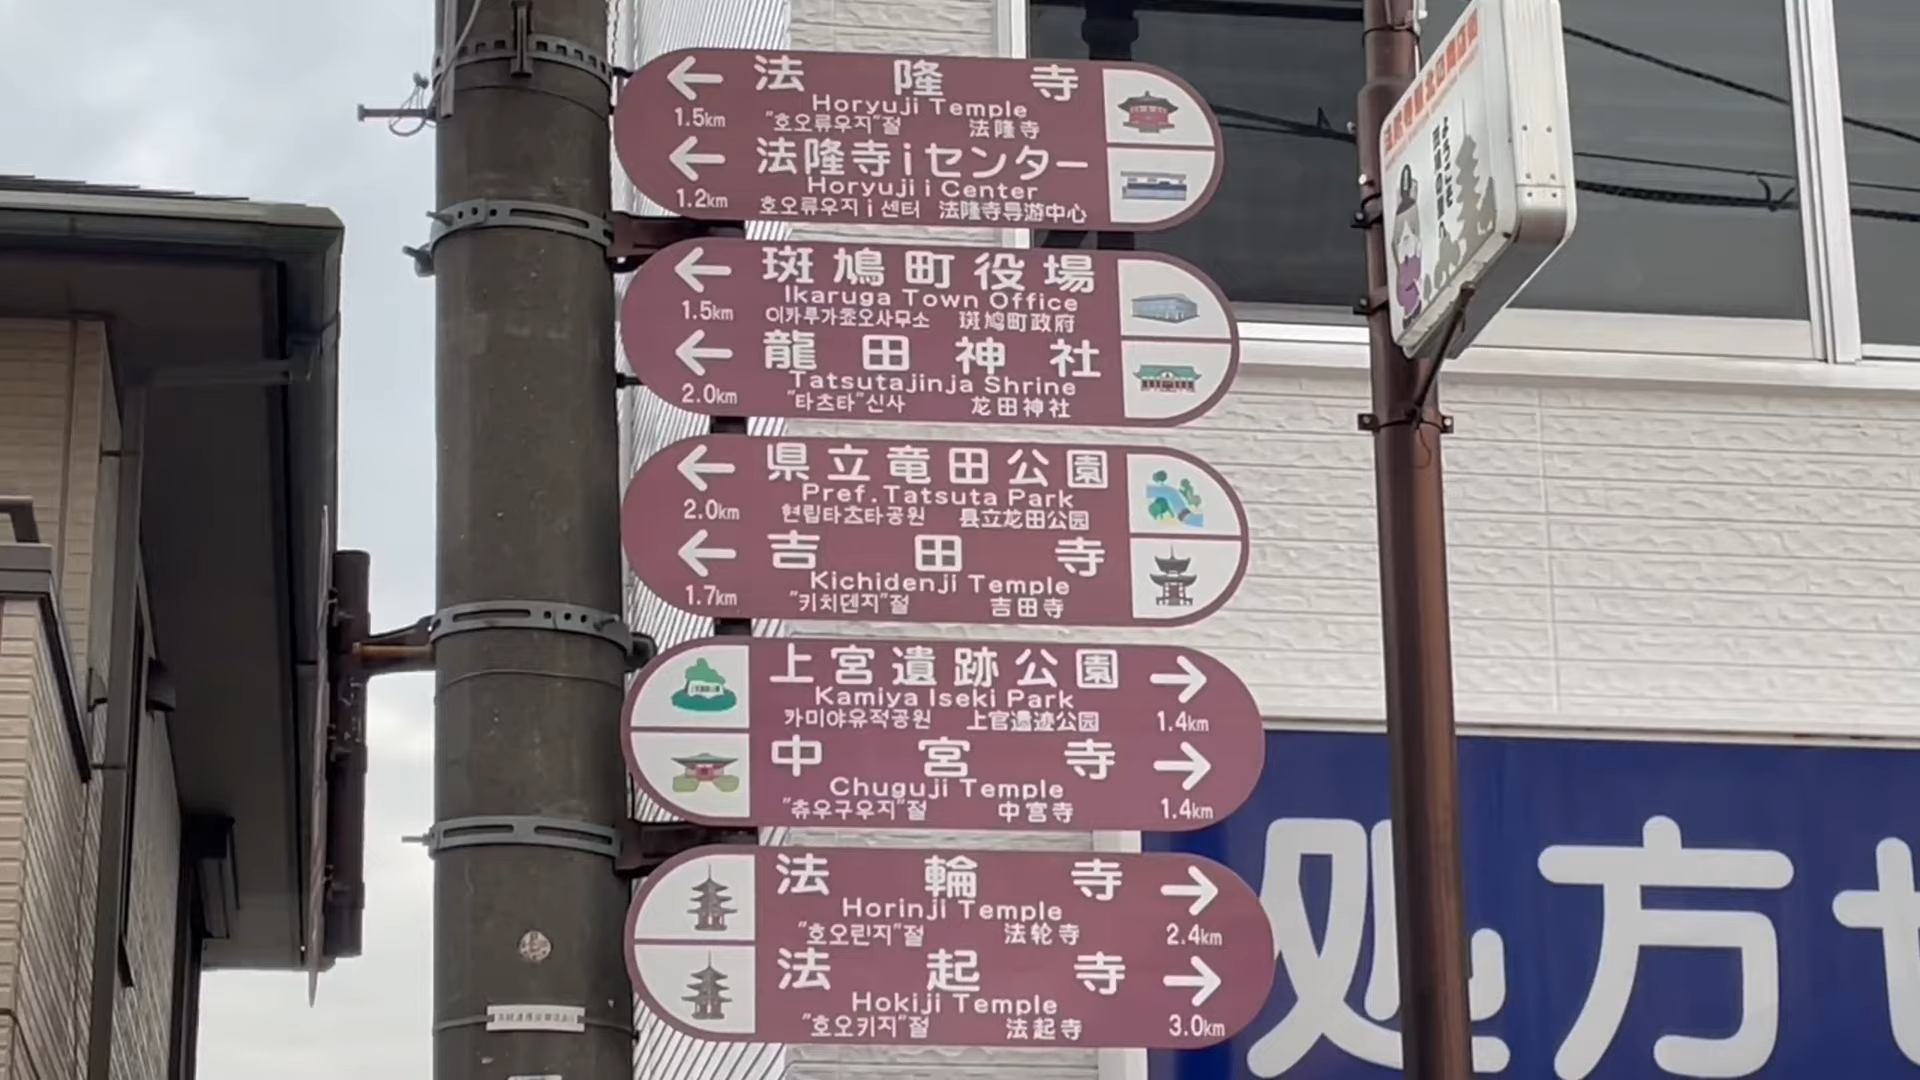 法隆寺
Horyuji Temple
1.5km "호오류우지"절 法隆寺
法隆寺iセンター
Horyuji i Center
1.2km 호오류우지i센터 法隆寺导游中心
斑鳩町役場
Ikaruga Town Office
1.5km 이카루가쵸오사무소 斑鸠町政府
龍田神社
Tatsutajinja Shrine
2.0km "타츠타"신사 龙田神社
県立竜田公園
Pref.Tatsuta Park
2.0km 현립타츠타공원 县立龙田公园
吉田寺
Kichidenji Temple
1.7km "키치덴지"절 吉田寺
上宮遺跡公園
Kamiya Iseki Park
카미야유적공원 上官遗迹公园 1.4km
中宮寺
Chuguji Temple
"츄우구우지"절 中宫寺 1.4km
法輪寺
Horinji Temple
"호오린지"절 法轮寺 2.4km
法起寺
Hokiji Temple
"호오키지"절 法起寺 3.0km
処方せ